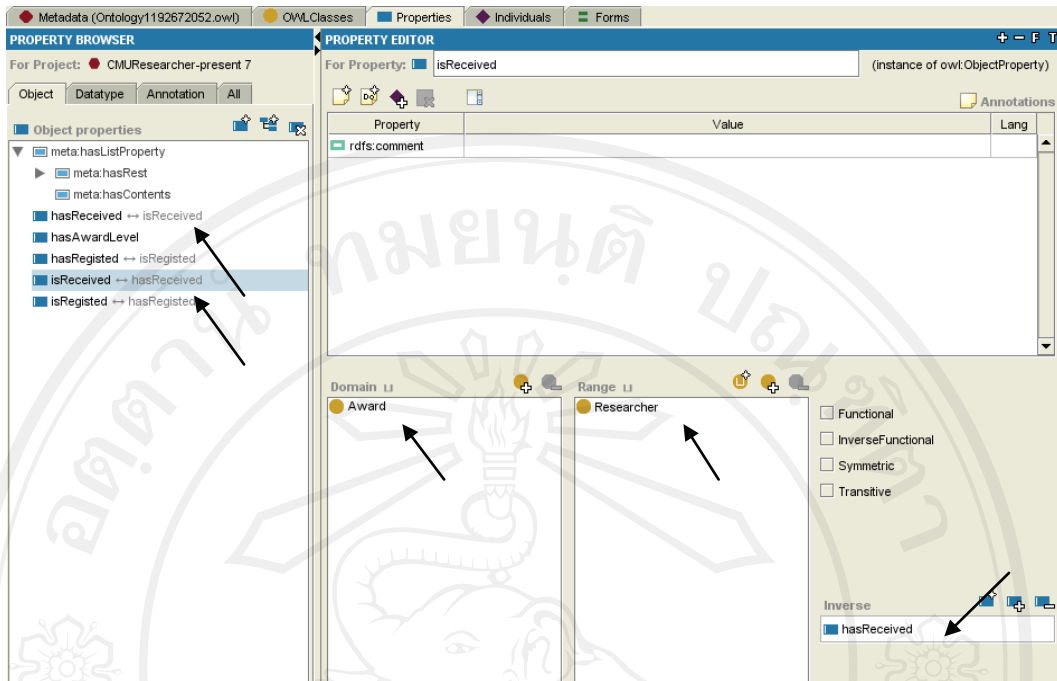 Metadata (Ontology1192672052.owl) OWLClasses Properties Individuals Forms
PROPERTY BROWSER
For Project: CMUResearcher-present 7
Object Datatype Annotation All
Object properties
meta:hasListProperty
meta:hasRest
meta:hasContents
hasReceived ↔ isReceived
hasAwardLevel
hasRegisted ↔ isRegisted
isReceived ↔ hasReceived
isRegisted ↔ hasRegisted
PROPERTY EDITOR
F T
For Property: isReceived (instance of owl:ObjectProperty)
Annotations
Property Value Lang
rdfs:comment
Domain ⊔
Award
Range ⊔
Researcher
Functional
InverseFunctional
Symmetric
Transitive
Inverse
hasReceived